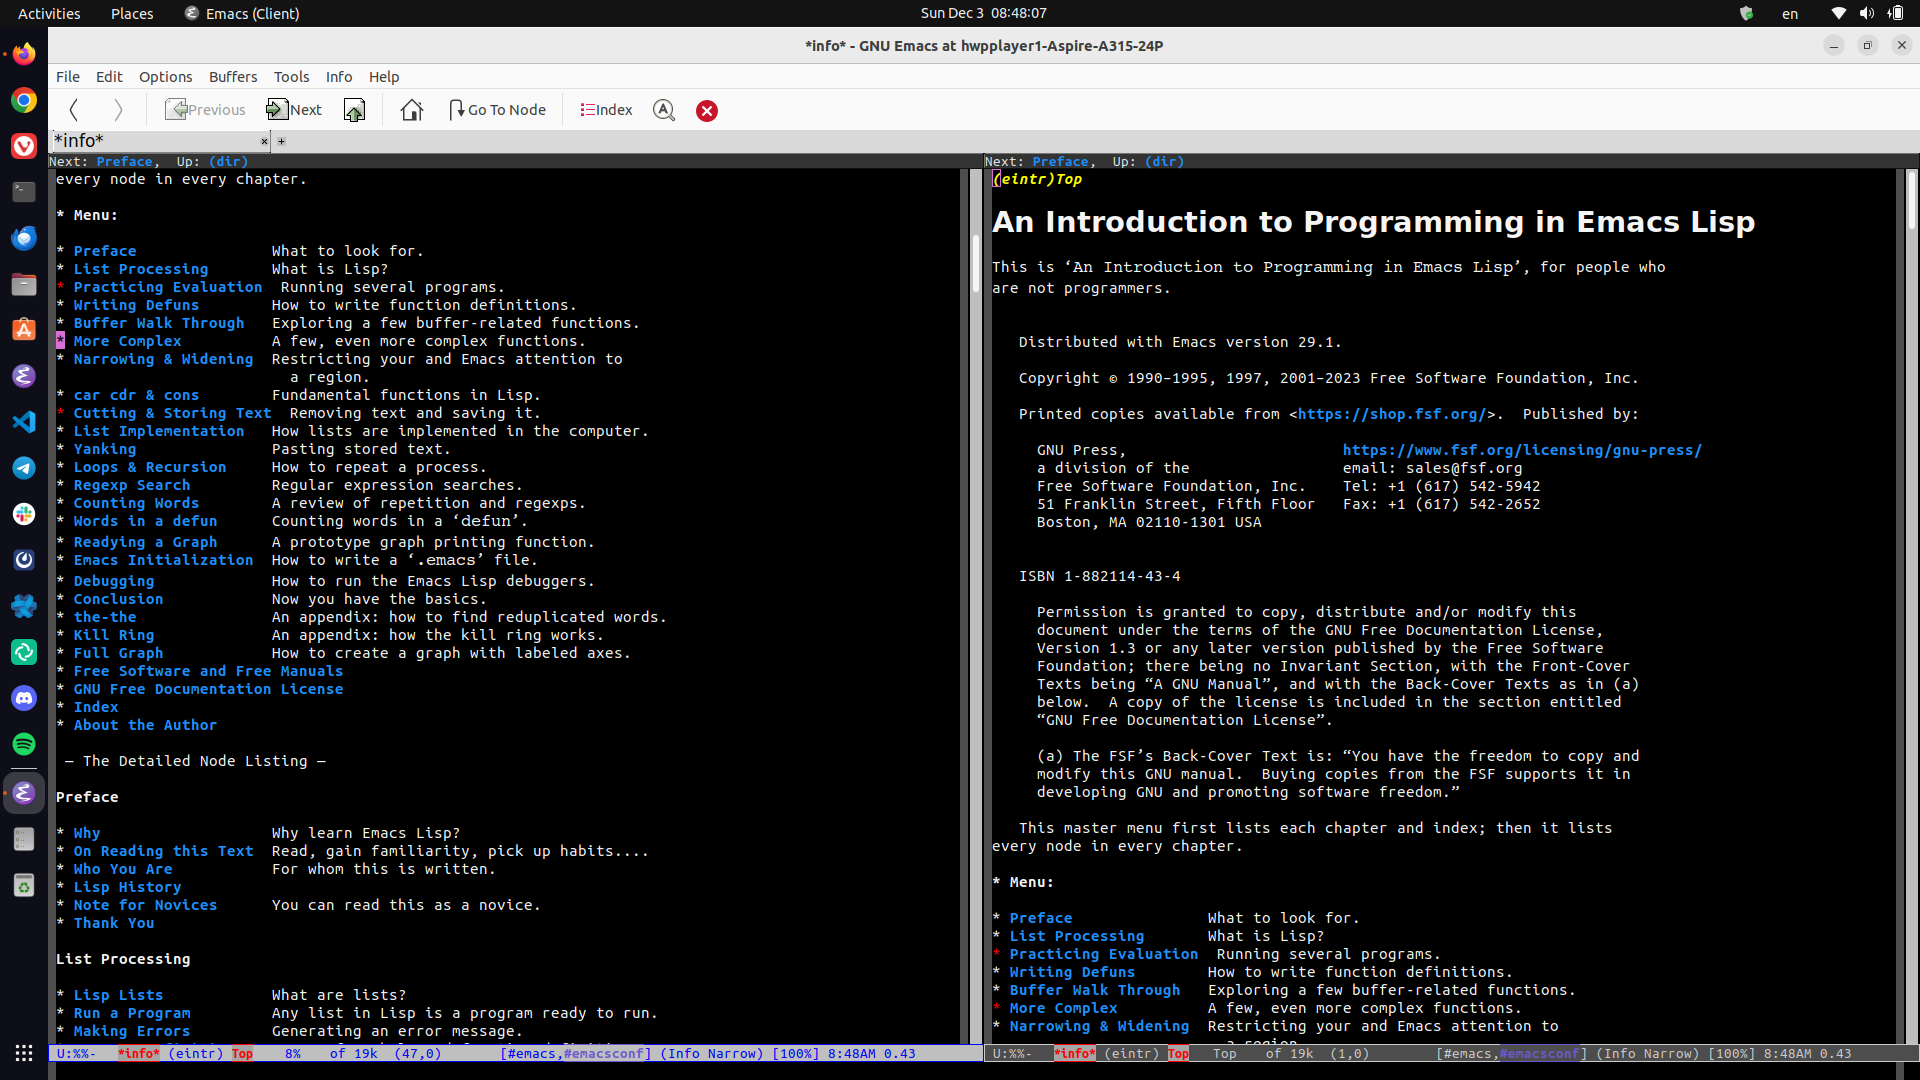 Activities Places Emacs (Client) Sun Dec 3 08:48:07 en
*info* - GNU Emacs at hwpplayer1-Aspire-A315-24P
File Edit Options Buffers Tools Info Help
Previous Next Go To Node Index
*info*
Next: Preface, Up: (dir)
every node in every chapter.
* Menu:
* Preface What to look for.
* List Processing What is Lisp?
* Practicing Evaluation Running several programs.
* Writing Defuns How to write function definitions.
* Buffer Walk Through Exploring a few buffer-related functions.
* More Complex A few, even more complex functions.
* Narrowing & Widening Restricting your and Emacs attention to
a region.
* car cdr & cons Fundamental functions in Lisp.
* Cutting & Storing Text Removing text and saving it.
* List Implementation How lists are implemented in the computer.
* Yanking Pasting stored text.
* Loops & Recursion How to repeat a process.
* Regexp Search Regular expression searches.
* Counting Words A review of repetition and regexps.
* Words in a defun Counting words in a ‘defun’.
* Readying a Graph A prototype graph printing function.
* Emacs Initialization How to write a ‘.emacs’ file.
* Debugging How to run the Emacs Lisp debuggers.
* Conclusion Now you have the basics.
* the-the An appendix: how to find reduplicated words.
* Kill Ring An appendix: how the kill ring works.
* Full Graph How to create a graph with labeled axes.
* Free Software and Free Manuals
* GNU Free Documentation License
* Index
* About the Author
— The Detailed Node Listing —
Preface
* Why Why learn Emacs Lisp?
* On Reading this Text Read, gain familiarity, pick up habits....
* Who You Are For whom this is written.
* Lisp History
* Note for Novices You can read this as a novice.
* Thank You
List Processing
* Lisp Lists What are lists?
* Run a Program Any list in Lisp is a program ready to run.
* Making Errors Generating an error message.
U:%%- *info* (eintr) Top 8% of 19k (47,0) [#emacs,#emacsconf] (Info Narrow) [100%] 8:48AM 0.43
Next: Preface, Up: (dir)
(eintr)Top
An Introduction to Programming in Emacs Lisp
This is ‘An Introduction to Programming in Emacs Lisp’, for people who
are not programmers.
Distributed with Emacs version 29.1.
Copyright © 1990–1995, 1997, 2001–2023 Free Software Foundation, Inc.
Printed copies available from <https://shop.fsf.org/>. Published by:
GNU Press, https://www.fsf.org/licensing/gnu-press/
a division of the email: sales@fsf.org
Free Software Foundation, Inc. Tel: +1 (617) 542-5942
51 Franklin Street, Fifth Floor Fax: +1 (617) 542-2652
Boston, MA 02110-1301 USA
ISBN 1-882114-43-4
Permission is granted to copy, distribute and/or modify this
document under the terms of the GNU Free Documentation License,
Version 1.3 or any later version published by the Free Software
Foundation; there being no Invariant Section, with the Front-Cover
Texts being “A GNU Manual”, and with the Back-Cover Texts as in (a)
below. A copy of the license is included in the section entitled
“GNU Free Documentation License”.
(a) The FSF’s Back-Cover Text is: “You have the freedom to copy and
modify this GNU manual. Buying copies from the FSF supports it in
developing GNU and promoting software freedom.”
This master menu first lists each chapter and index; then it lists
every node in every chapter.
* Menu:
* Preface What to look for.
* List Processing What is Lisp?
* Practicing Evaluation Running several programs.
* Writing Defuns How to write function definitions.
* Buffer Walk Through Exploring a few buffer-related functions.
* More Complex A few, even more complex functions.
* Narrowing & Widening Restricting your and Emacs attention to
a region.
U:%%- *info* (eintr) Top Top of 19k (1,0) [#emacs,#emacsconf] (Info Narrow) [100%] 8:48AM 0.43